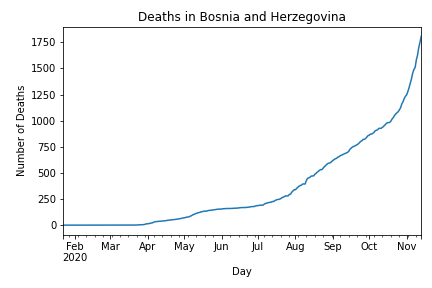 Deaths in Bosnia and Herzegovina
1750
1500
1250
1000
750
500
250
0
Number of Deaths
Feb Mar Apr May Jun Jul Aug Sep Oct Nov
2020
Day